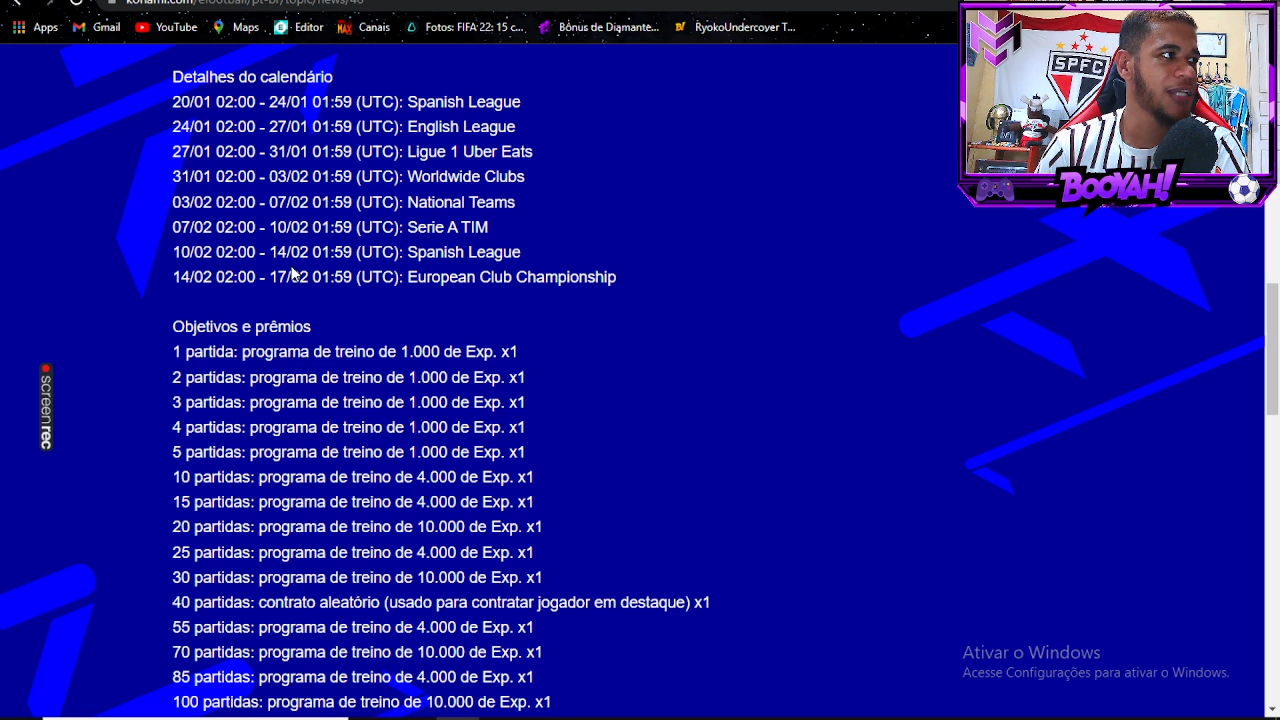 konami.com/efootball/pt-br/topic/news/46
Apps
Gmail
YouTube
Maps
Editor
MAX
Canais
Fotos: FIFA 22: 15 c...
Bônus de Diamante...
RyokoUndercover T...
SPFC
BOOYAH!
Detalhes do calendário
20/01 02:00 - 24/01 01:59 (UTC): Spanish League
24/01 02:00 - 27/01 01:59 (UTC): English League
27/01 02:00 - 31/01 01:59 (UTC): Ligue 1 Uber Eats
31/01 02:00 - 03/02 01:59 (UTC): Worldwide Clubs
03/02 02:00 - 07/02 01:59 (UTC): National Teams
07/02 02:00 - 10/02 01:59 (UTC): Serie A TIM
10/02 02:00 - 14/02 01:59 (UTC): Spanish League
14/02 02:00 - 17/02 01:59 (UTC): European Club Championship
Objetivos e prêmios
1 partida: programa de treino de 1.000 de Exp. x1
2 partidas: programa de treino de 1.000 de Exp. x1
3 partidas: programa de treino de 1.000 de Exp. x1
4 partidas: programa de treino de 1.000 de Exp. x1
5 partidas: programa de treino de 1.000 de Exp. x1
10 partidas: programa de treino de 4.000 de Exp. x1
15 partidas: programa de treino de 4.000 de Exp. x1
20 partidas: programa de treino de 10.000 de Exp. x1
25 partidas: programa de treino de 4.000 de Exp. x1
30 partidas: programa de treino de 10.000 de Exp. x1
40 partidas: contrato aleatório (usado para contratar jogador em destaque) x1
55 partidas: programa de treino de 4.000 de Exp. x1
70 partidas: programa de treino de 10.000 de Exp. x1
85 partidas: programa de treino de 4.000 de Exp. x1
100 partidas: programa de treino de 10.000 de Exp. x1
screenrec
Ativar o Windows
Acesse Configurações para ativar o Windows.